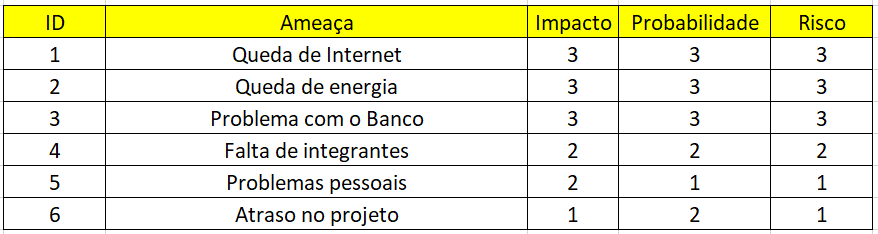 ID Ameaça Impacto Probabilidade Risco
1 Queda de Internet 3 3 3
2 Queda de energia 3 3 3
3 Problema com o Banco 3 3 3
4 Falta de integrantes 2 2 2
5 Problemas pessoais 2 1 1
6 Atraso no projeto 1 2 1